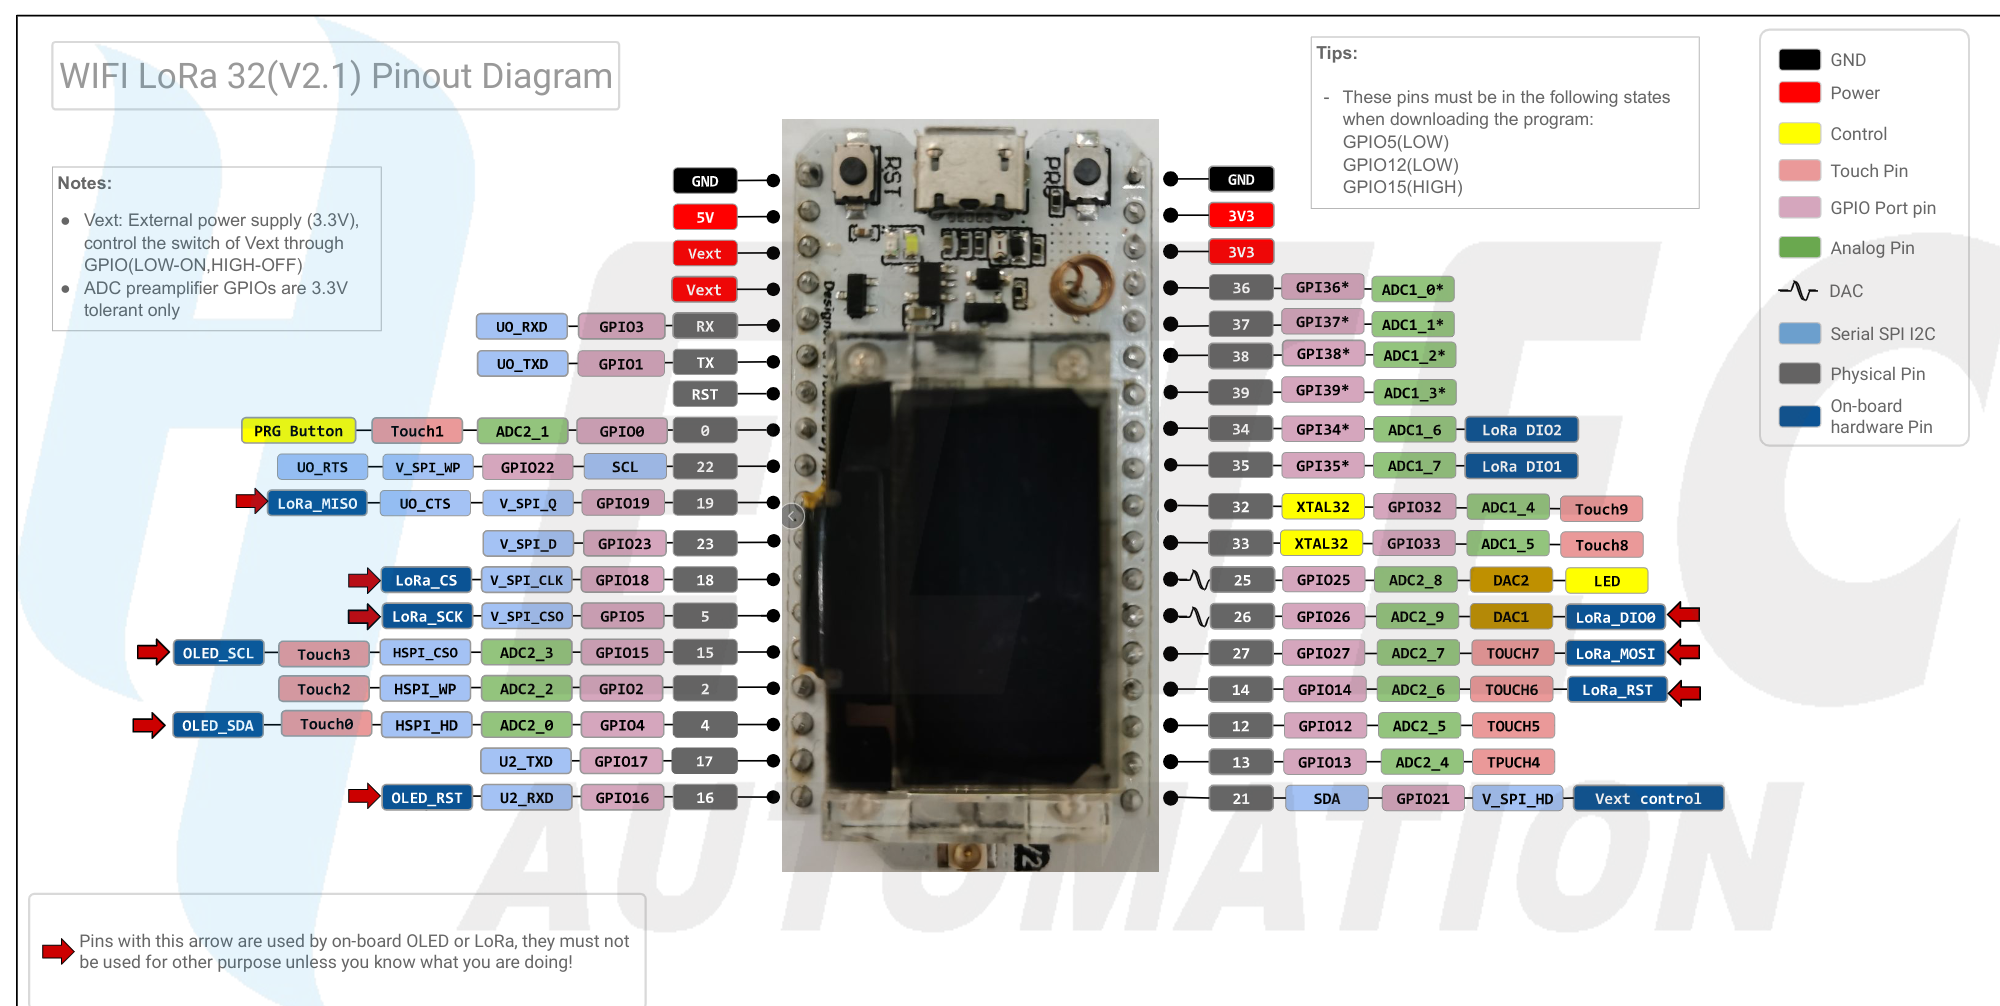 WIFI LoRa 32(V2.1) Pinout Diagram
Notes:
● Vext: External power supply (3.3V),
control the switch of Vext through
GPIO(LOW-ON,HIGH-OFF)
● ADC preamplifier GPIOs are 3.3V
tolerant only
Tips:
- These pins must be in the following states
when downloading the program:
GPIO5(LOW)
GPIO12(LOW)
GPIO15(HIGH)
GND
Power
Control
Touch Pin
GPIO Port pin
Analog Pin
DAC
Serial SPI I2C
Physical Pin
On-board
hardware Pin
GND
5V
Vext
Vext
UO_RXD GPIO3 RX
UO_TXD GPIO1 TX
RST
PRG Button Touch1 ADC2_1 GPIO0 0
UO_RTS V_SPI_WP GPIO22 SCL 22
LoRa_MISO UO_CTS V_SPI_Q GPIO19 19
V_SPI_D GPIO23 23
LoRa_CS V_SPI_CLK GPIO18 18
LoRa_SCK V_SPI_CSO GPIO5 5
OLED_SCL Touch3 HSPI_CSO ADC2_3 GPIO15 15
Touch2 HSPI_WP ADC2_2 GPIO2 2
OLED_SDA Touch0 HSPI_HD ADC2_0 GPIO4 4
U2_TXD GPIO17 17
OLED_RST U2_RXD GPIO16 16
RST
PRG
GND
3V3
3V3
36 GPI36* ADC1_0*
37 GPI37* ADC1_1*
38 GPI38* ADC1_2*
39 GPI39* ADC1_3*
34 GPI34* ADC1_6 LoRa DIO2
35 GPI35* ADC1_7 LoRa DIO1
32 XTAL32 GPIO32 ADC1_4 Touch9
33 XTAL32 GPIO33 ADC1_5 Touch8
25 GPIO25 ADC2_8 DAC2 LED
26 GPIO26 ADC2_9 DAC1 LoRa_DIO0
27 GPIO27 ADC2_7 TOUCH7 LoRa_MOSI
14 GPIO14 ADC2_6 TOUCH6 LoRa_RST
12 GPIO12 ADC2_5 TOUCH5
13 GPIO13 ADC2_4 TPUCH4
21 SDA GPIO21 V_SPI_HD Vext control
HELTEC
AUTOMATION
Pins with this arrow are used by on-board OLED or LoRa, they must not
be used for other purpose unless you know what you are doing!